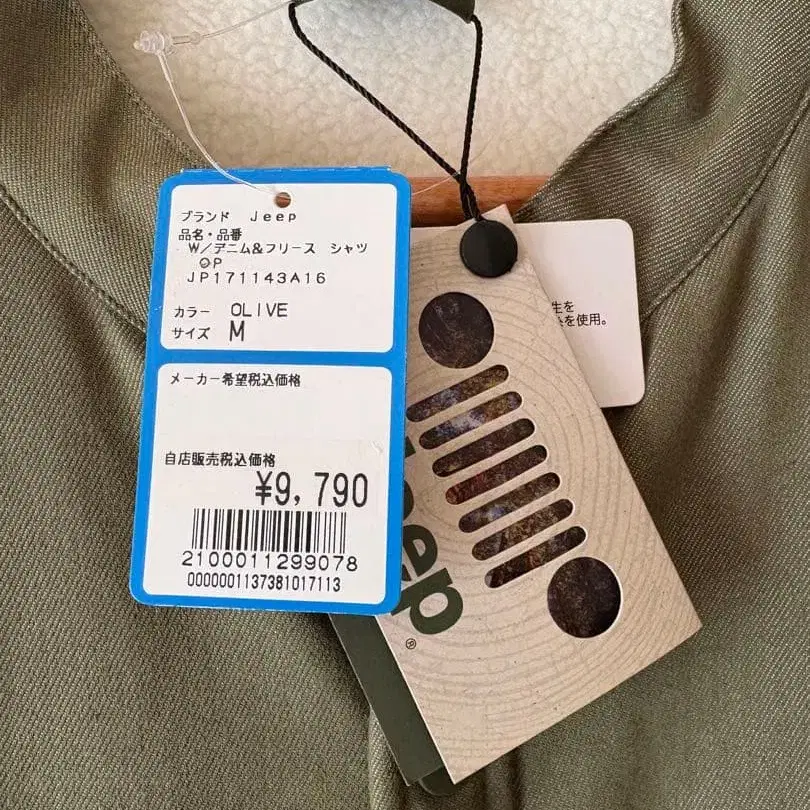 ブランド Jeep
品名・品番
W/デニム&フリース シャツ
OP
JP171143A16
カラー OLIVE
サイズ M
メーカー希望税込価格
自店販売税込価格
¥9,790
2100011299078
0000001137381017113
生を
を使用。
eep
®